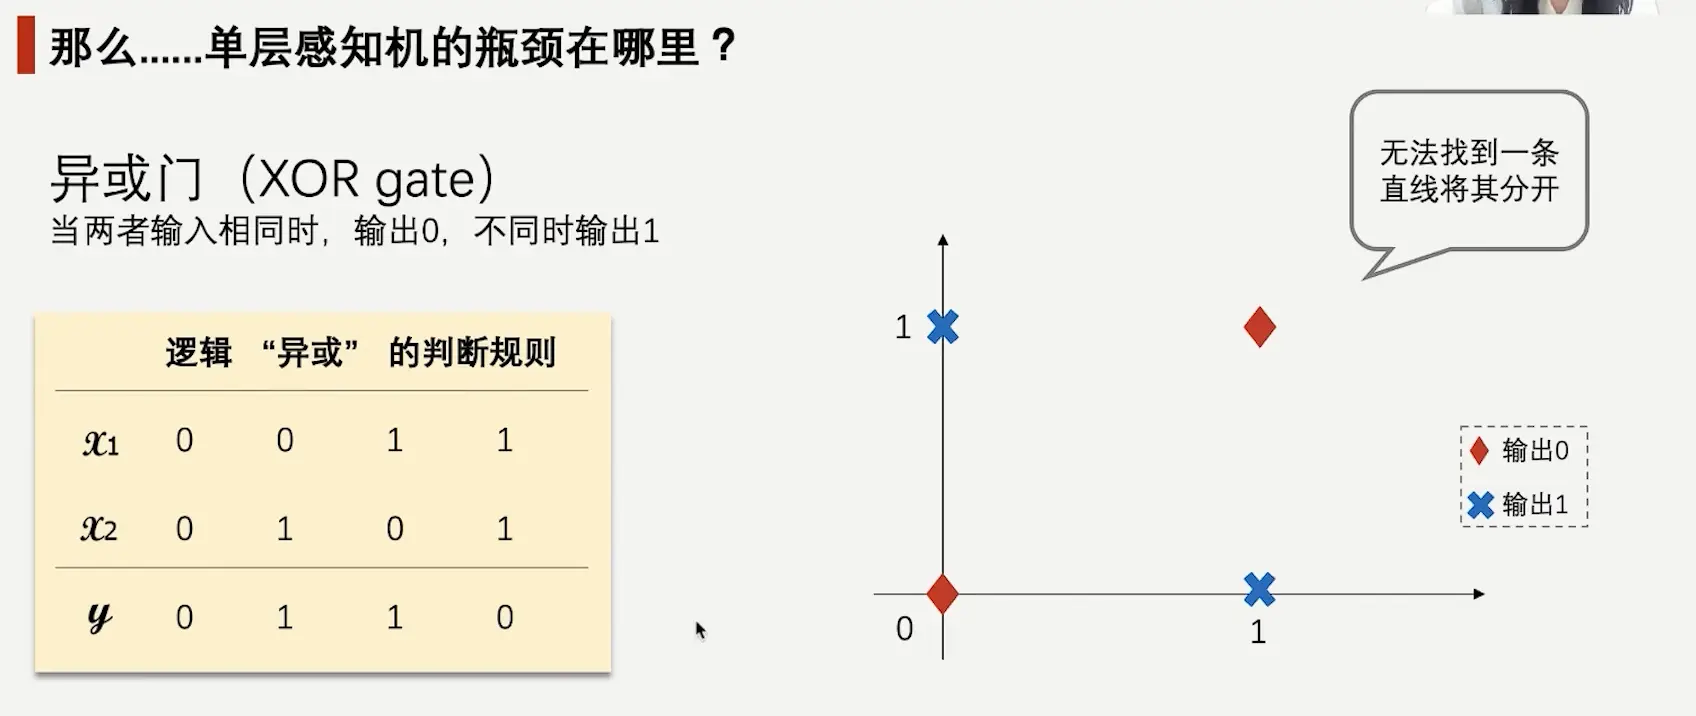 那么......单层感知机的瓶颈在哪里？
异或门（XOR gate）
当两者输入相同时，输出0，不同时输出1
逻辑 “异或” 的判断规则
x1 0 0 1 1
x2 0 1 0 1
y 0 1 1 0
无法找到一条
直线将其分开
1
0
1
输出0
输出1